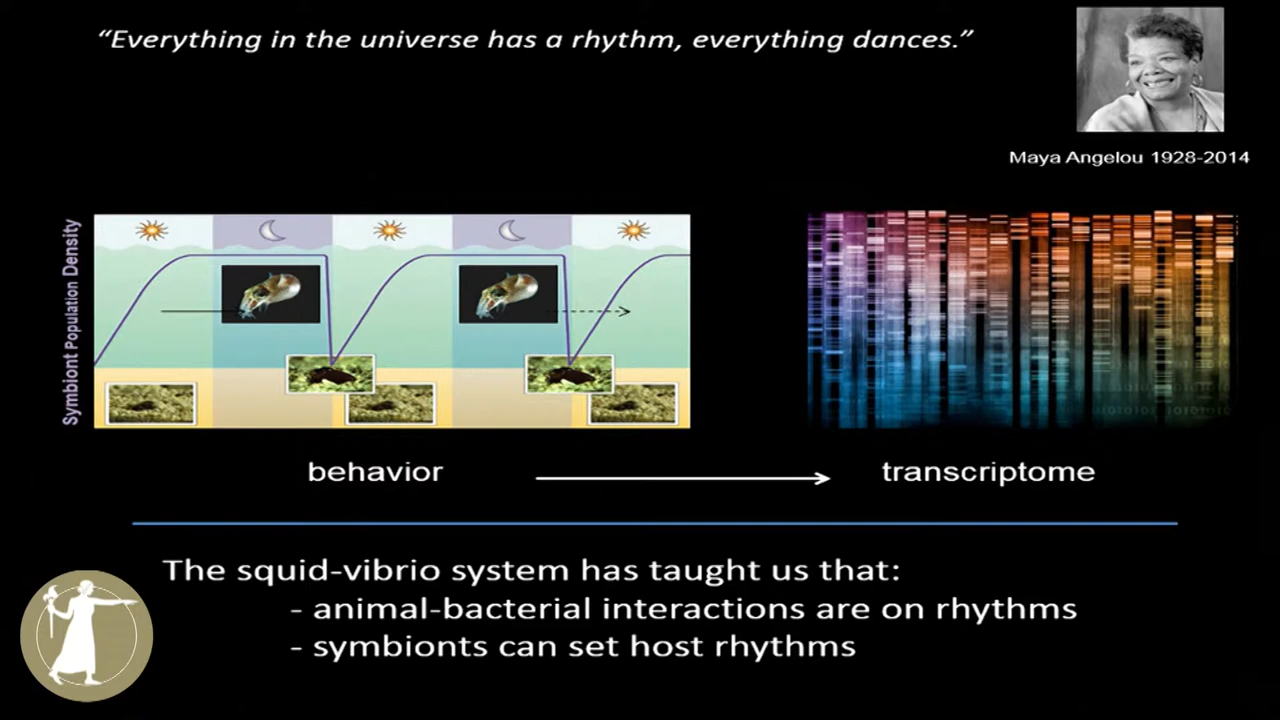 “Everything in the universe has a rhythm, everything dances.”
Maya Angelou 1928-2014
Symbiont Population Density
behavior
transcriptome
The squid-vibrio system has taught us that:
- animal-bacterial interactions are on rhythms
- symbionts can set host rhythms